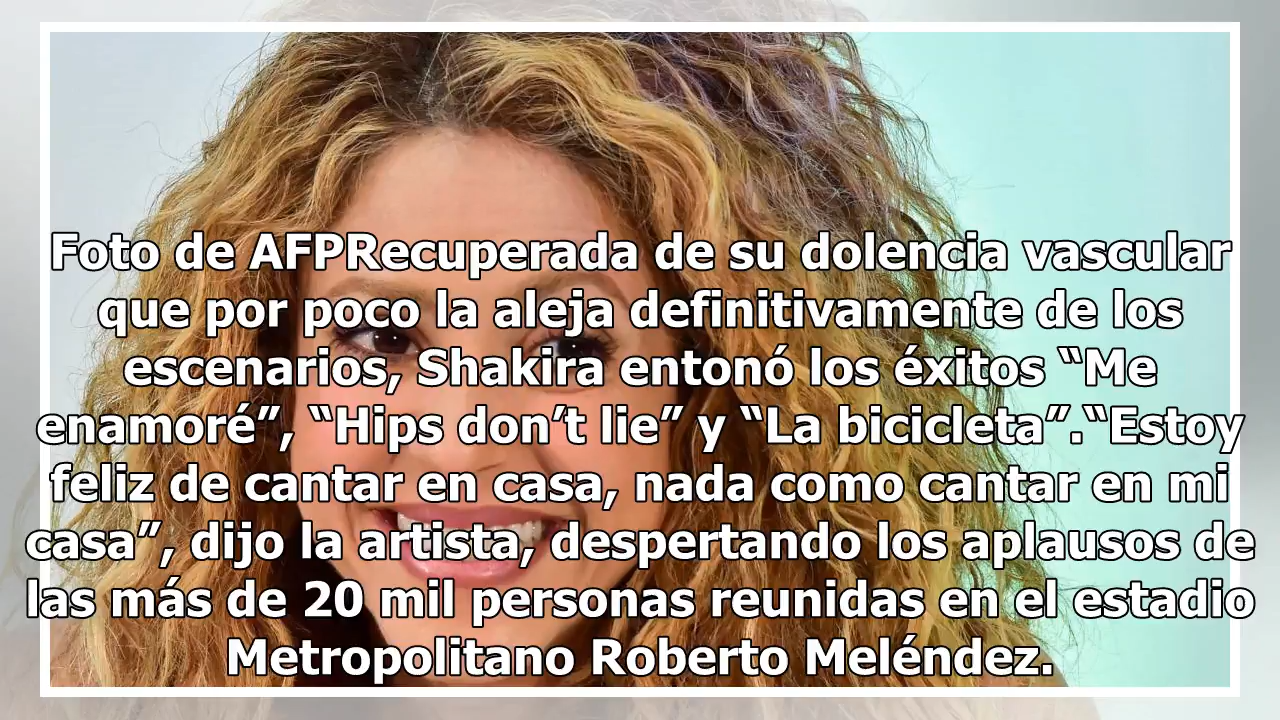 Foto de AFPRecuperada de su dolencia vascular
que por poco la aleja definitivamente de los
escenarios, Shakira entonó los éxitos “Me
enamoré”, “Hips don’t lie” y “La bicicleta”.“Estoy
feliz de cantar en casa, nada como cantar en mi
casa”, dijo la artista, despertando los aplausos de
las más de 20 mil personas reunidas en el estadio
Metropolitano Roberto Meléndez.